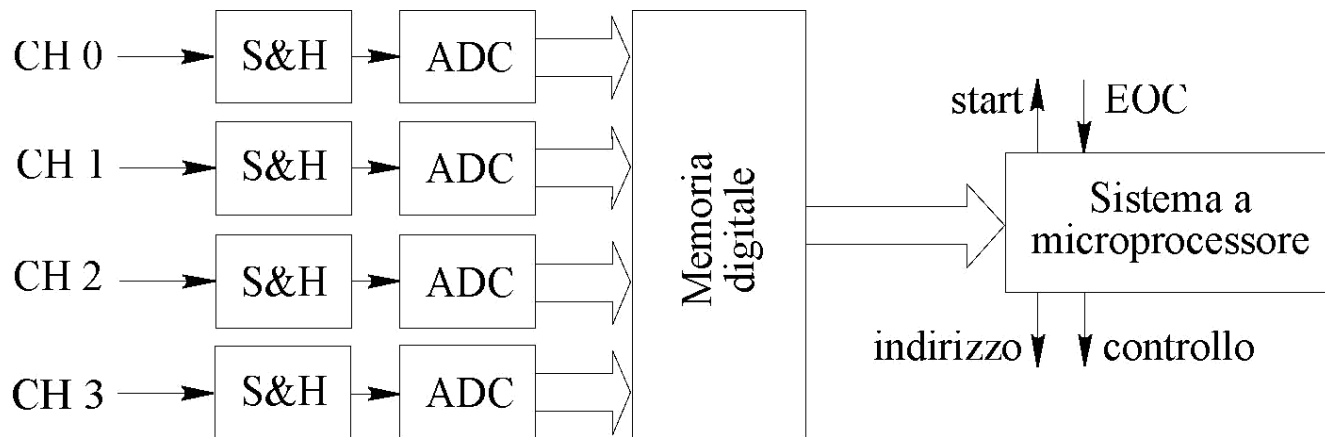 CH 0
S&H
ADC
CH 1
S&H
ADC
CH 2
S&H
ADC
CH 3
S&H
ADC
Memoria
digitale
start
EOC
Sistema a
microprocessore
indirizzo
controllo